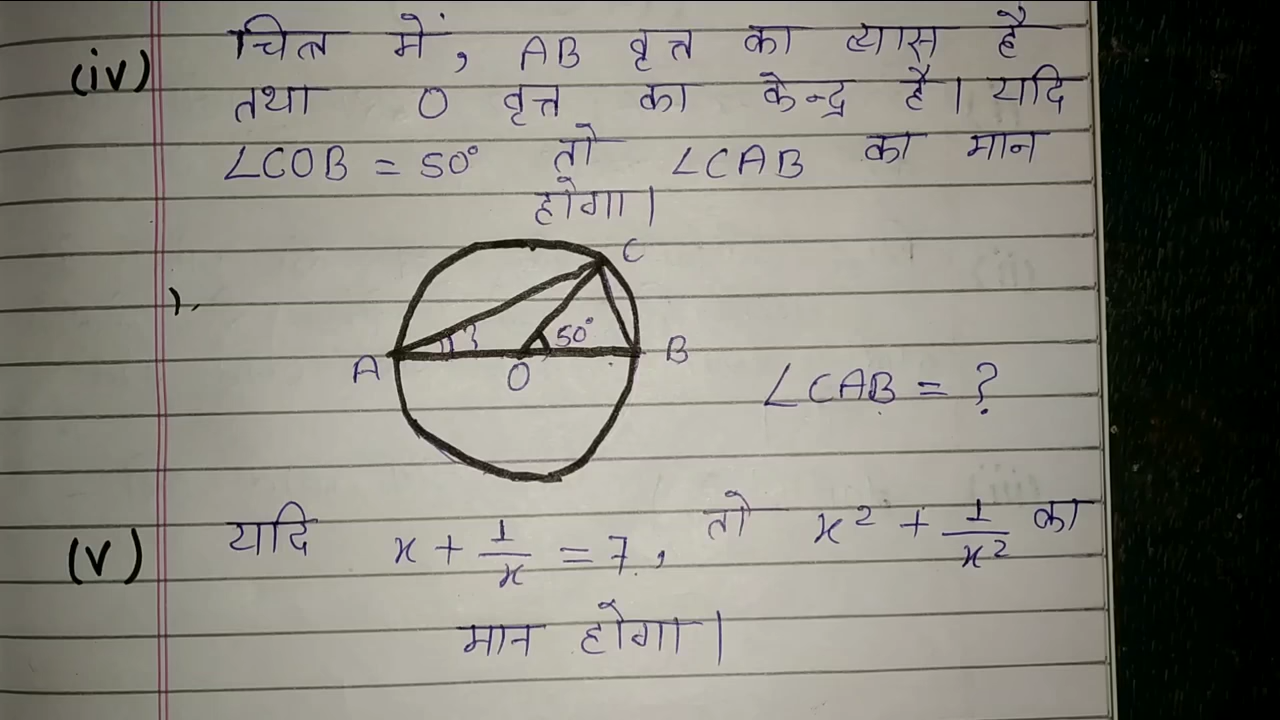 (iv) चित्र में, AB वृत्त का व्यास है
तथा O वृत्त का केन्द्र है। यदि
∠COB = 50° तो ∠CAB का मान
होगा।
C
).
50°
A
O
B
∠CAB = ?
(v) यदि x + 1/x = 7, तो x² + 1/x² का
मान होगा।